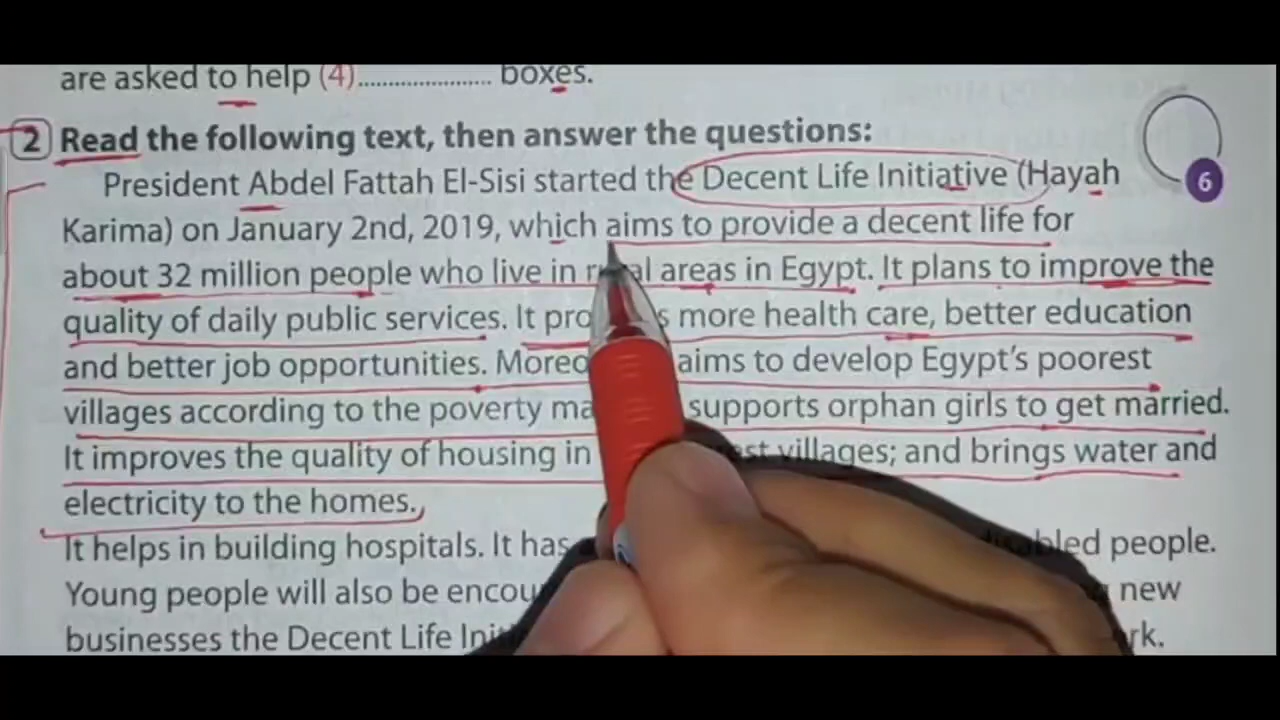 are asked to help (4)...................... boxes.
2 Read the following text, then answer the questions:
6
President Abdel Fattah El-Sisi started the Decent Life Initiative (Hayah
Karima) on January 2nd, 2019, which aims to provide a decent life for
about 32 million people who live in rural areas in Egypt. It plans to improve the
quality of daily public services. It more health care, better education
and better job opportunities. aims to develop Egypt's poorest
villages according to the poverty supports orphan girls to get married.
It improves the quality of housing in villages; and brings water and
electricity to the homes.
It helps in building hospitals. It has people.
Young people will also be new
businesses the Decent Life